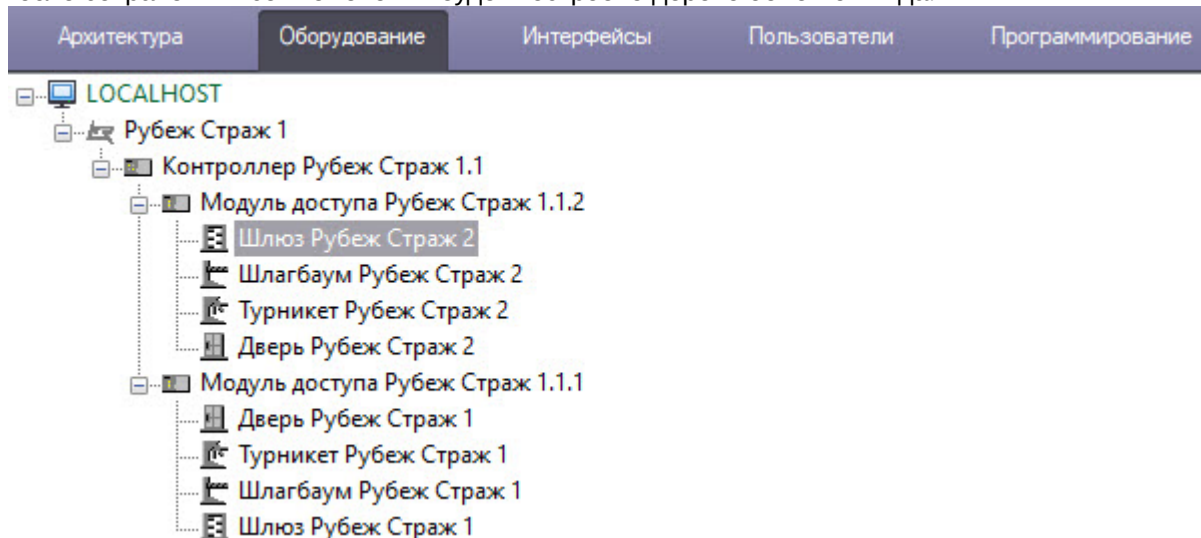 Архитектура Оборудование Интерфейсы Пользователи Программирование
LOCALHOST
Рубеж Страж 1
Контроллер Рубеж Страж 1.1
Модуль доступа Рубеж Страж 1.1.2
Шлюз Рубеж Страж 2
Шлагбаум Рубеж Страж 2
Турникет Рубеж Страж 2
Дверь Рубеж Страж 2
Модуль доступа Рубеж Страж 1.1.1
Дверь Рубеж Страж 1
Турникет Рубеж Страж 1
Шлагбаум Рубеж Страж 1
Шлюз Рубеж Страж 1